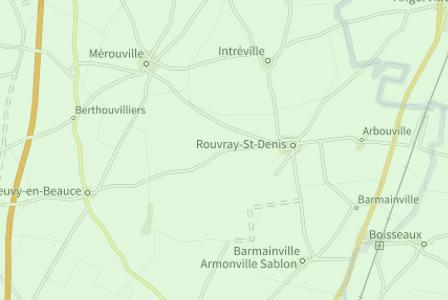 Mérouville
Intréville
Berthouvilliers
Arbouville
Rouvray-St-Denis
euvy-en-Beauce
Barmainville
Boisseaux
Barmainville
Armonville Sablon